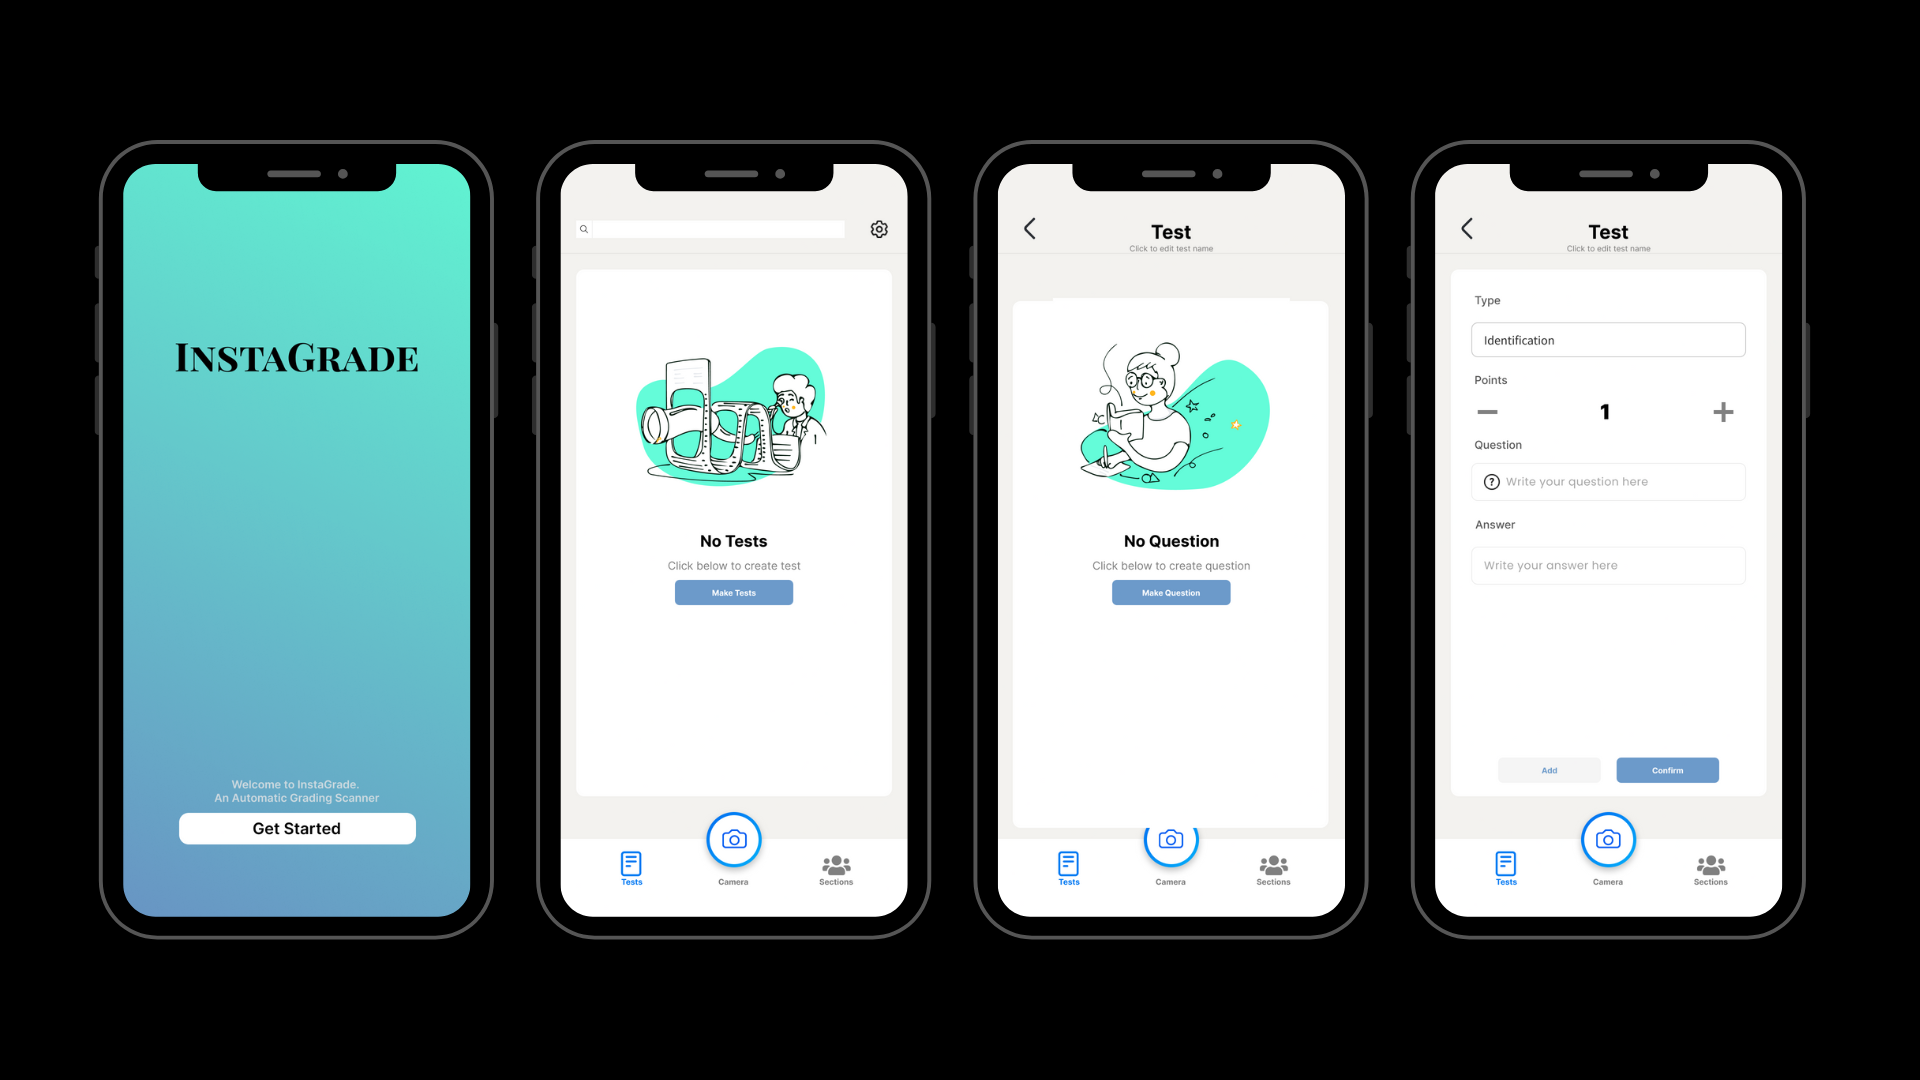 INSTAGRADE
Welcome to InstaGrade.
An Automatic Grading Scanner
Get Started
No Tests
Click below to create test
Make Tests
Tests
Camera
Sections
Test
Click to edit test name
No Question
Click below to create question
Make Question
Tests
Camera
Sections
Test
Click to edit test name
Type
Identification
Points
1
Question
? Write your question here
Answer
Write your answer here
Add
Confirm
Tests
Camera
Sections